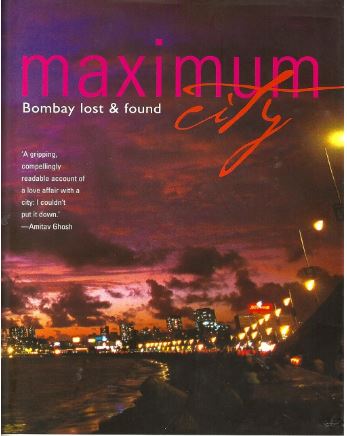 maximum
city
Bombay lost & found
‘A gripping,
compellingly
readable account of
a love affair with a
city: I couldn’t
put it down.’
—Amitav Ghosh